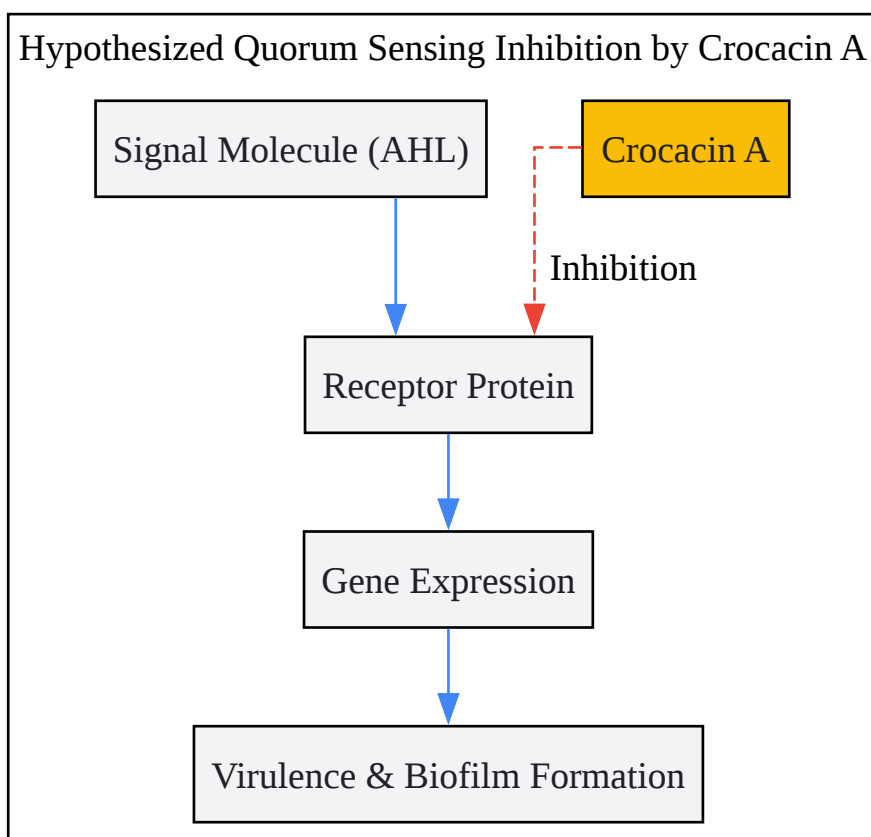 Hypothesized Quorum Sensing Inhibition by Crocacin A
Signal Molecule (AHL)
Crocacin A
Inhibition
Receptor Protein
Gene Expression
Virulence & Biofilm Formation